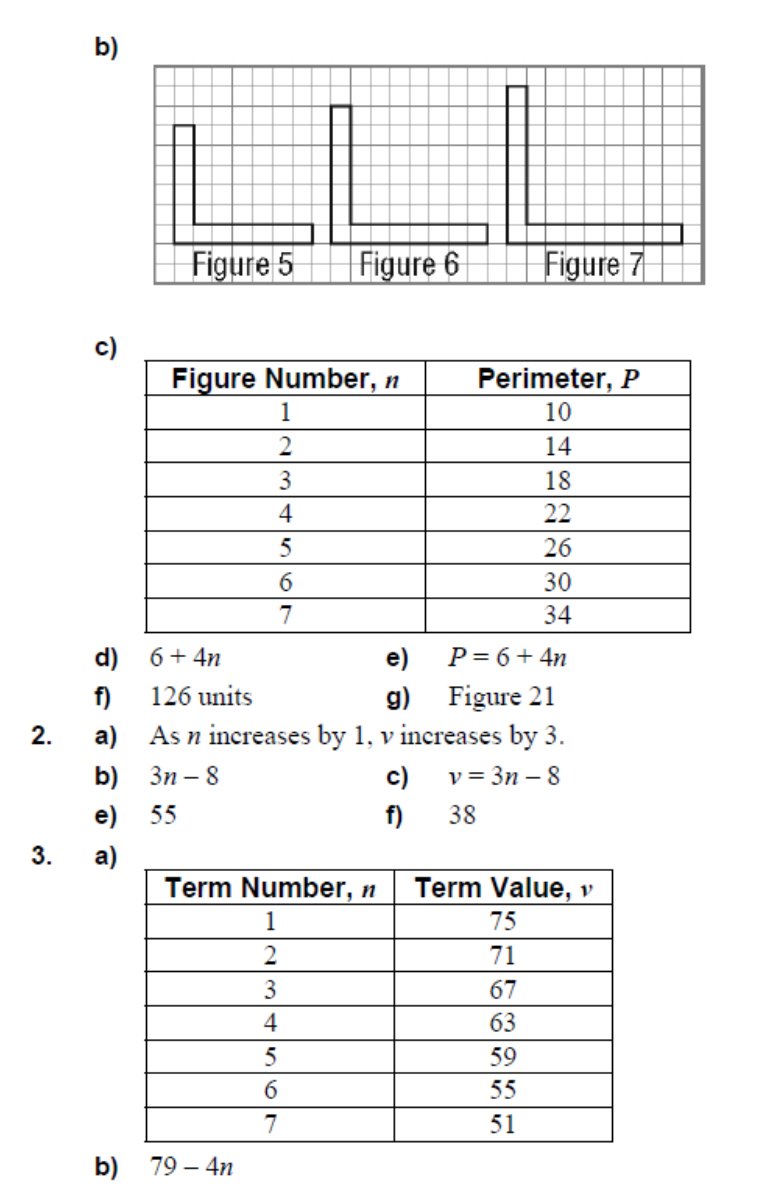 b)
Figure 5 Figure 6 Figure 7
c)
Figure Number, n Perimeter, P
1 10
2 14
3 18
4 22
5 26
6 30
7 34
d) 6 + 4n e) P = 6 + 4n
f) 126 units g) Figure 21
2. a) As n increases by 1, v increases by 3.
b) 3n – 8 c) v = 3n – 8
e) 55 f) 38
3. a)
Term Number, n Term Value, v
1 75
2 71
3 67
4 63
5 59
6 55
7 51
b) 79 – 4n